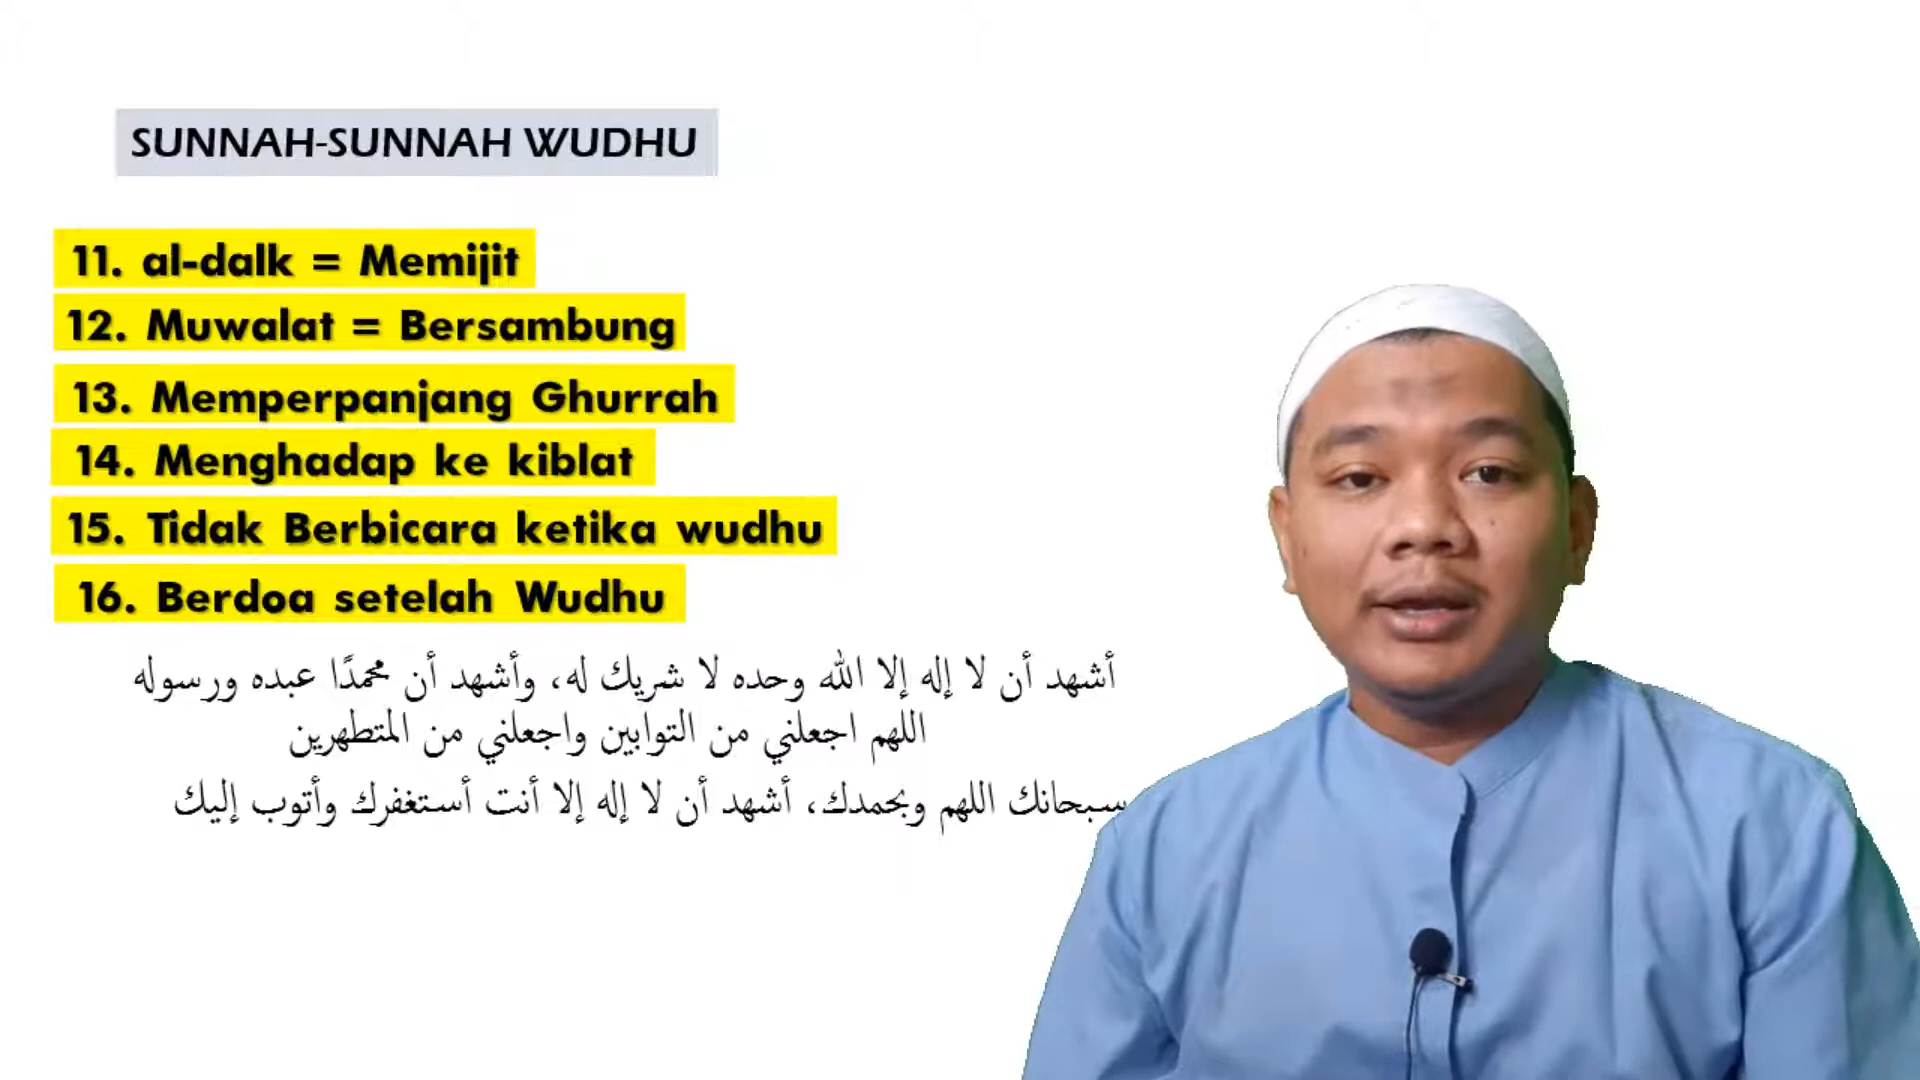 SUNNAH-SUNNAH WUDHU
11. al-dalk = Memijit
12. Muwalat = Bersambung
13. Memperpanjang Ghurrah
14. Menghadap ke kiblat
15. Tidak Berbicara ketika wudhu
16. Berdoa setelah Wudhu
أشهد أن لا إله إلا الله وحده لا شريك له، وأشهد أن محمدًا عبده ورسوله
اللهم اجعلني من التوابين واجعلني من المتطهرين
سبحانك اللهم وبحمدك، أشهد أن لا إله إلا أنت أستغفرك وأتوب إليك